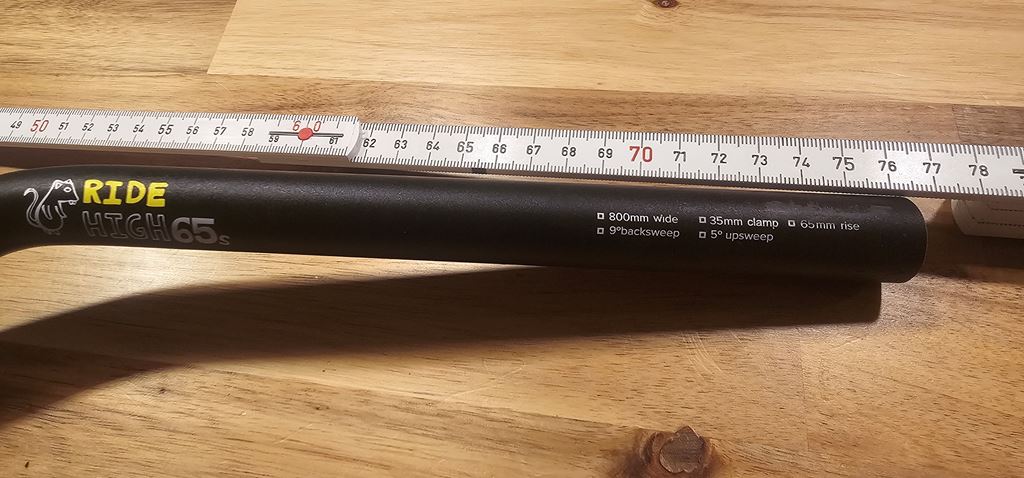 49 50 51 52 53 54 55 56 57 58 59 6 0 61 62 63 64 65 66 67 68 69 70 71 72 73 74 75 76 77 78
RIDE
HIGH65s
800mm wide 35mm clamp 65mm rise
9°backsweep 5° upsweep